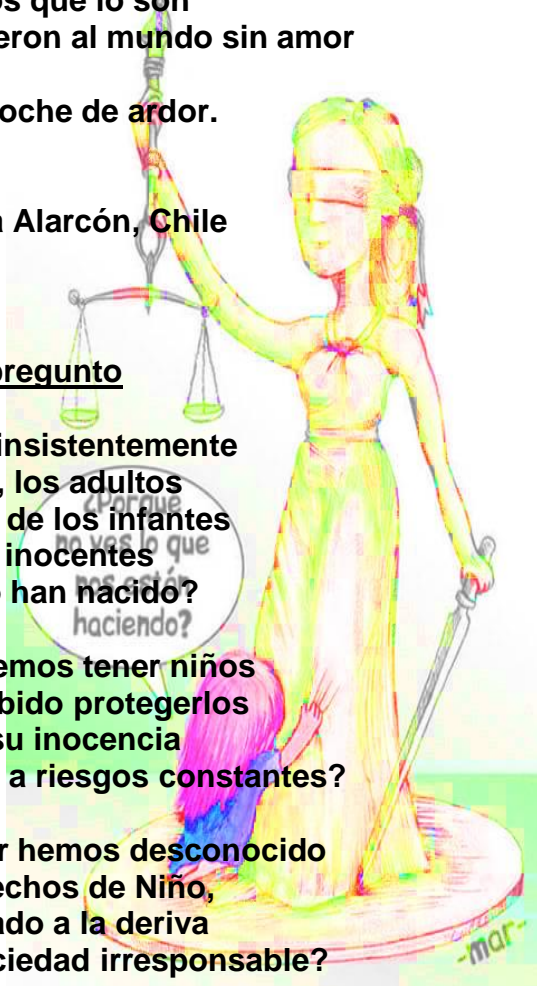 os que lo son
eron al mundo sin amor
oche de ardor.
a Alarcón, Chile
pregunto
insistentemente
, los adultos
de los infantes
inocentes
o han nacido?
¿Porqué
no ves lo que
nos están
haciendo?
emos tener niños
bido protegerlos
su inocencia
a riesgos constantes?
r hemos desconocido
echos de Niño,
ado a la deriva
ciedad irresponsable?
-mar-